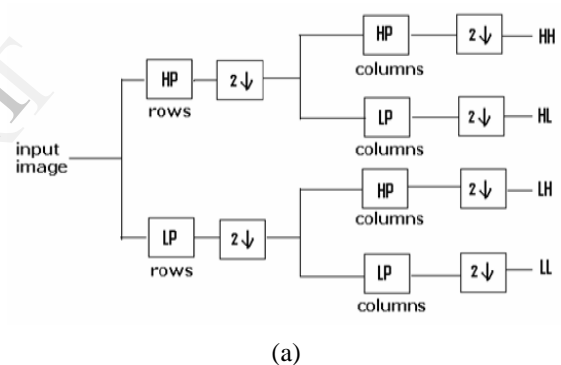 HP 2↓ HH
columns
HP 2↓
rows
LP 2↓ HL
columns
input
image
HP 2↓ LH
columns
LP 2↓
rows
LP 2↓ LL
columns
(a)